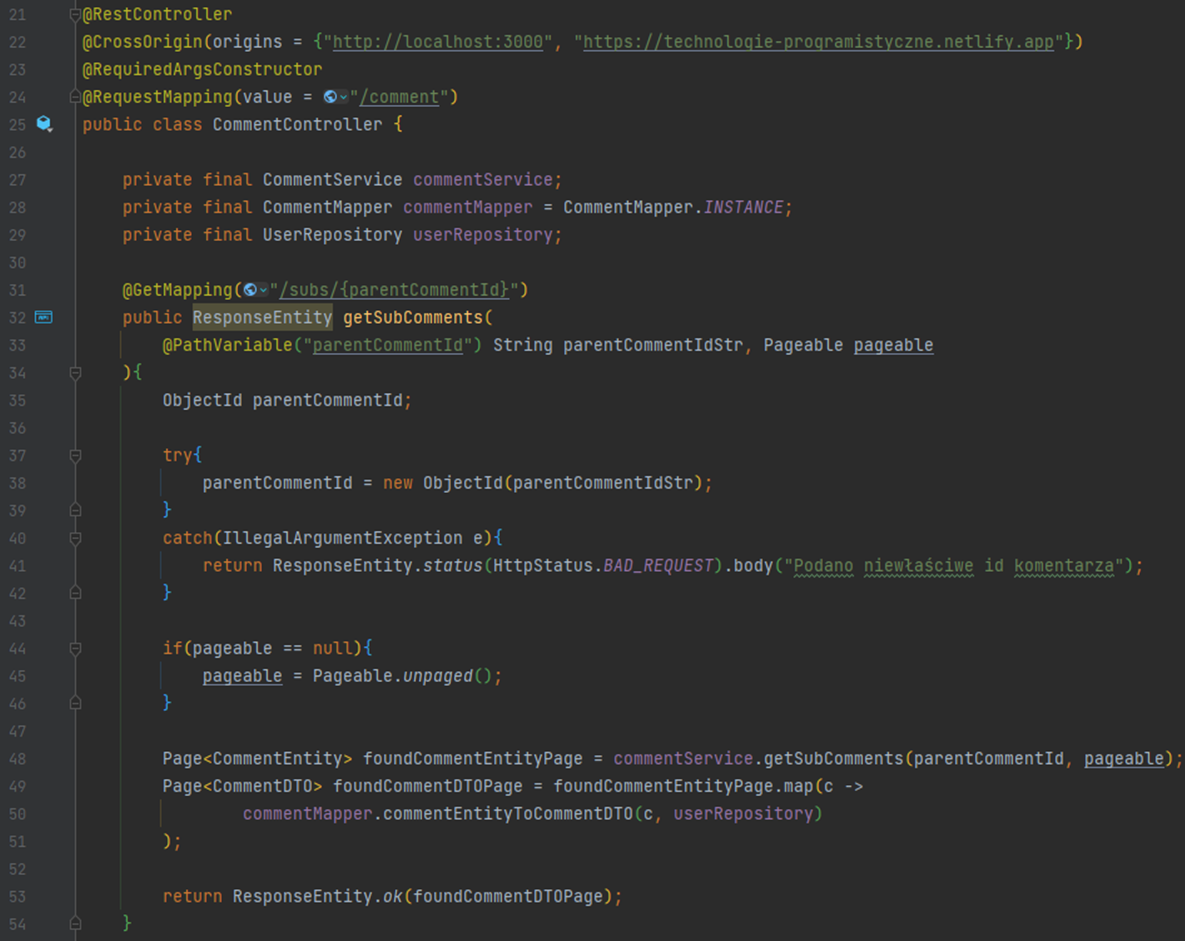 21 @RestController
22 @CrossOrigin(origins = {"http://localhost:3000", "https://technologie-programistyczne.netlify.app"})
23 @RequiredArgsConstructor
24 @RequestMapping(value = "/comment")
25 public class CommentController {
26
27     private final CommentService commentService;
28     private final CommentMapper commentMapper = CommentMapper.INSTANCE;
29     private final UserRepository userRepository;
30
31     @GetMapping("/subs/{parentCommentId}")
32     public ResponseEntity getSubComments(
33         @PathVariable("parentCommentId") String parentCommentIdStr, Pageable pageable
34     ){
35         ObjectId parentCommentId;
36
37         try{
38             parentCommentId = new ObjectId(parentCommentIdStr);
39         }
40         catch(IllegalArgumentException e){
41             return ResponseEntity.status(HttpStatus.BAD_REQUEST).body("Podano niewłaściwe id komentarza");
42         }
43
44         if(pageable == null){
45             pageable = Pageable.unpaged();
46         }
47
48         Page<CommentEntity> foundCommentEntityPage = commentService.getSubComments(parentCommentId, pageable);
49         Page<CommentDTO> foundCommentDTOPage = foundCommentEntityPage.map(c ->
50                 commentMapper.commentEntityToCommentDTO(c, userRepository)
51         );
52
53         return ResponseEntity.ok(foundCommentDTOPage);
54     }